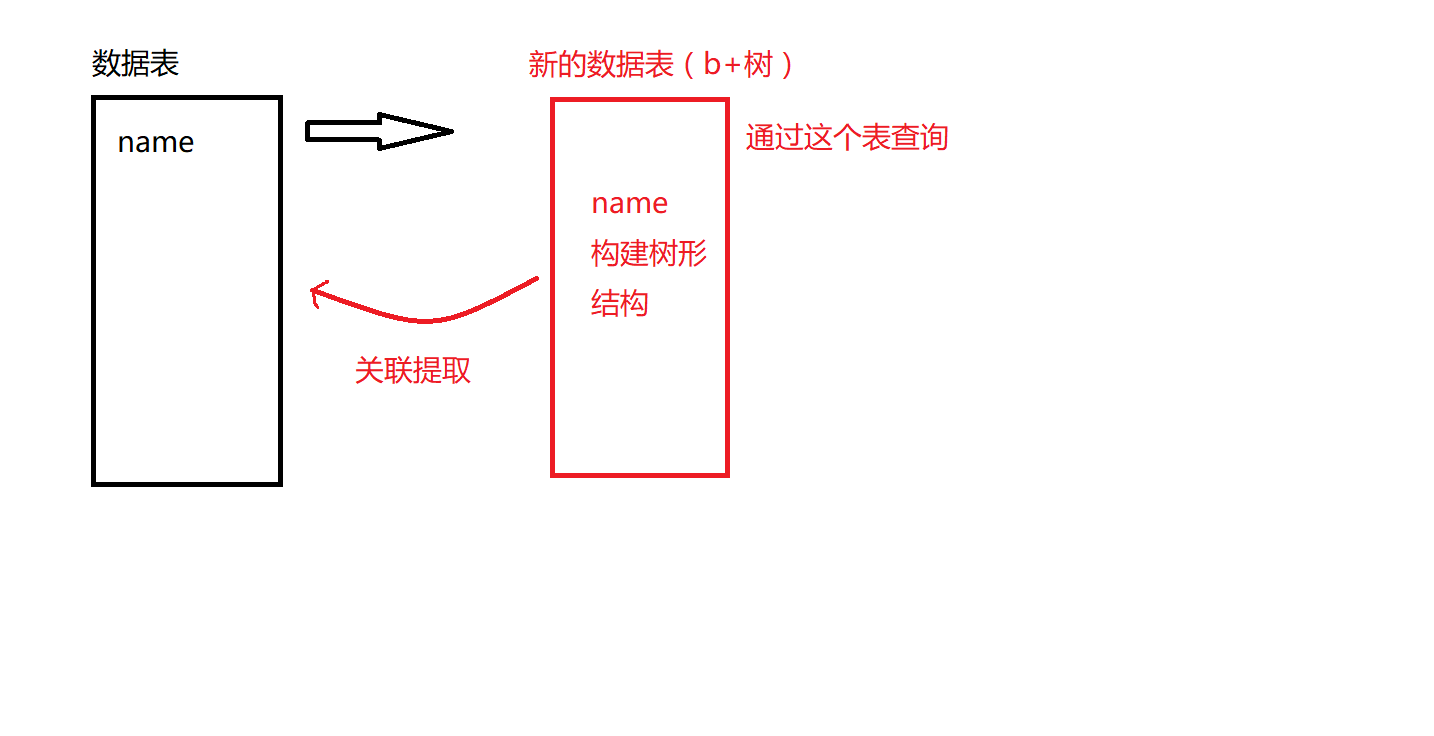 数据表
name
新的数据表（b+树）
通过这个表查询
name
构建树形
结构
关联提取